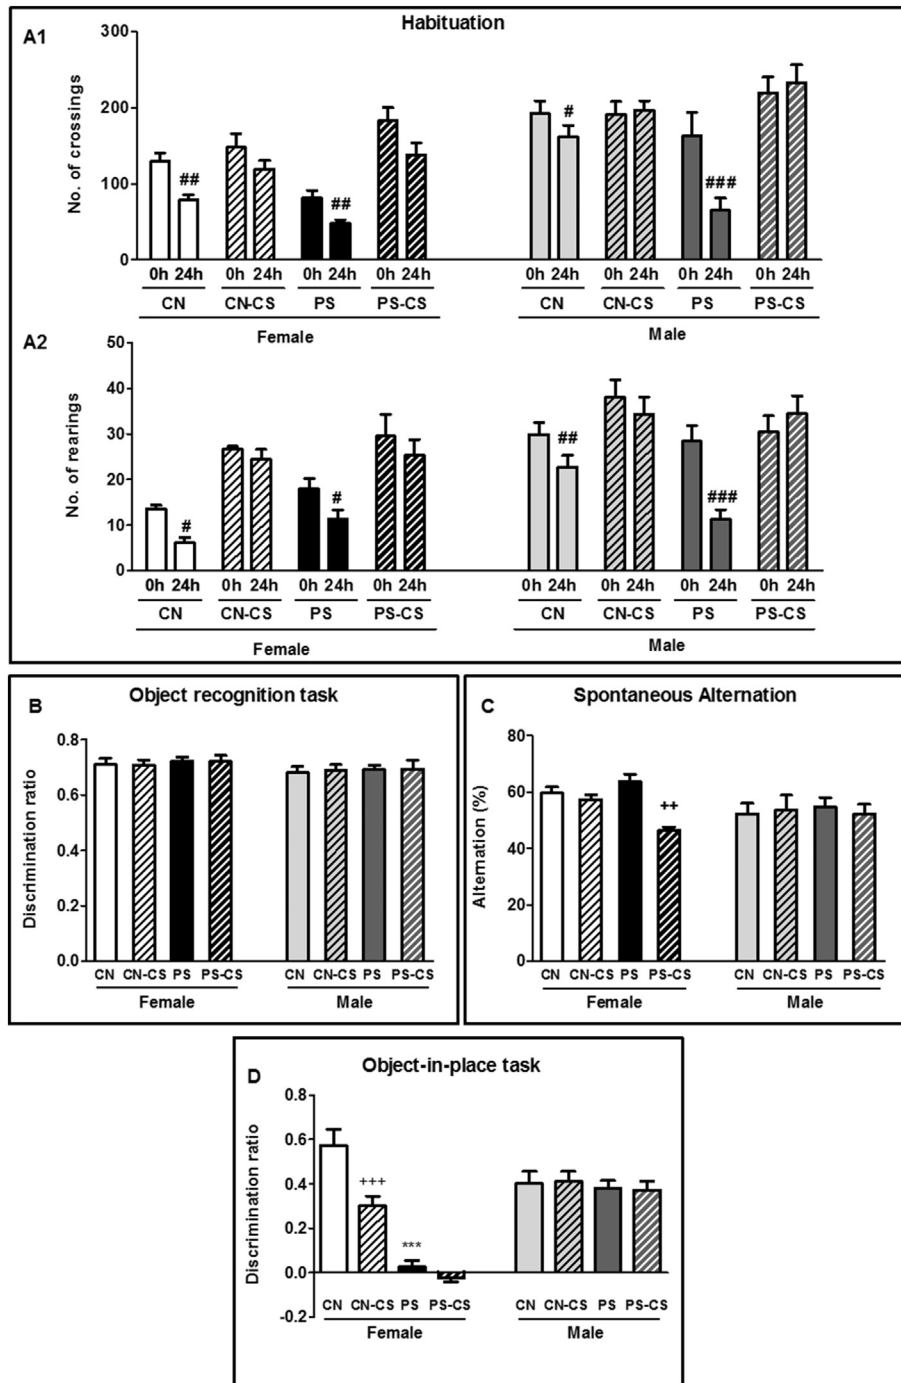 Habituation
A1
No. of crossings
300
200
100
0
## ## # ###
0h 24h 0h 24h 0h 24h 0h 24h 0h 24h 0h 24h 0h 24h 0h 24h
CN CN-CS PS PS-CS CN CN-CS PS PS-CS
Female Male
A2
No. of rearings
50
40
30
20
10
0
# # ## ###
0h 24h 0h 24h 0h 24h 0h 24h 0h 24h 0h 24h 0h 24h 0h 24h
CN CN-CS PS PS-CS CN CN-CS PS PS-CS
Female Male
B
Object recognition task
Discrimination ratio
0.8
0.6
0.4
0.2
0.0
CN CN-CS PS PS-CS CN CN-CS PS PS-CS
Female Male
C
Spontaneous Alternation
Alternation (%)
80
60
40
20
0
++
CN CN-CS PS PS-CS CN CN-CS PS PS-CS
Female Male
D
Object-in-place task
Discrimination ratio
0.8
0.6
0.4
0.2
0.0
-0.2
+++
***
CN CN-CS PS PS-CS CN CN-CS PS PS-CS
Female Male